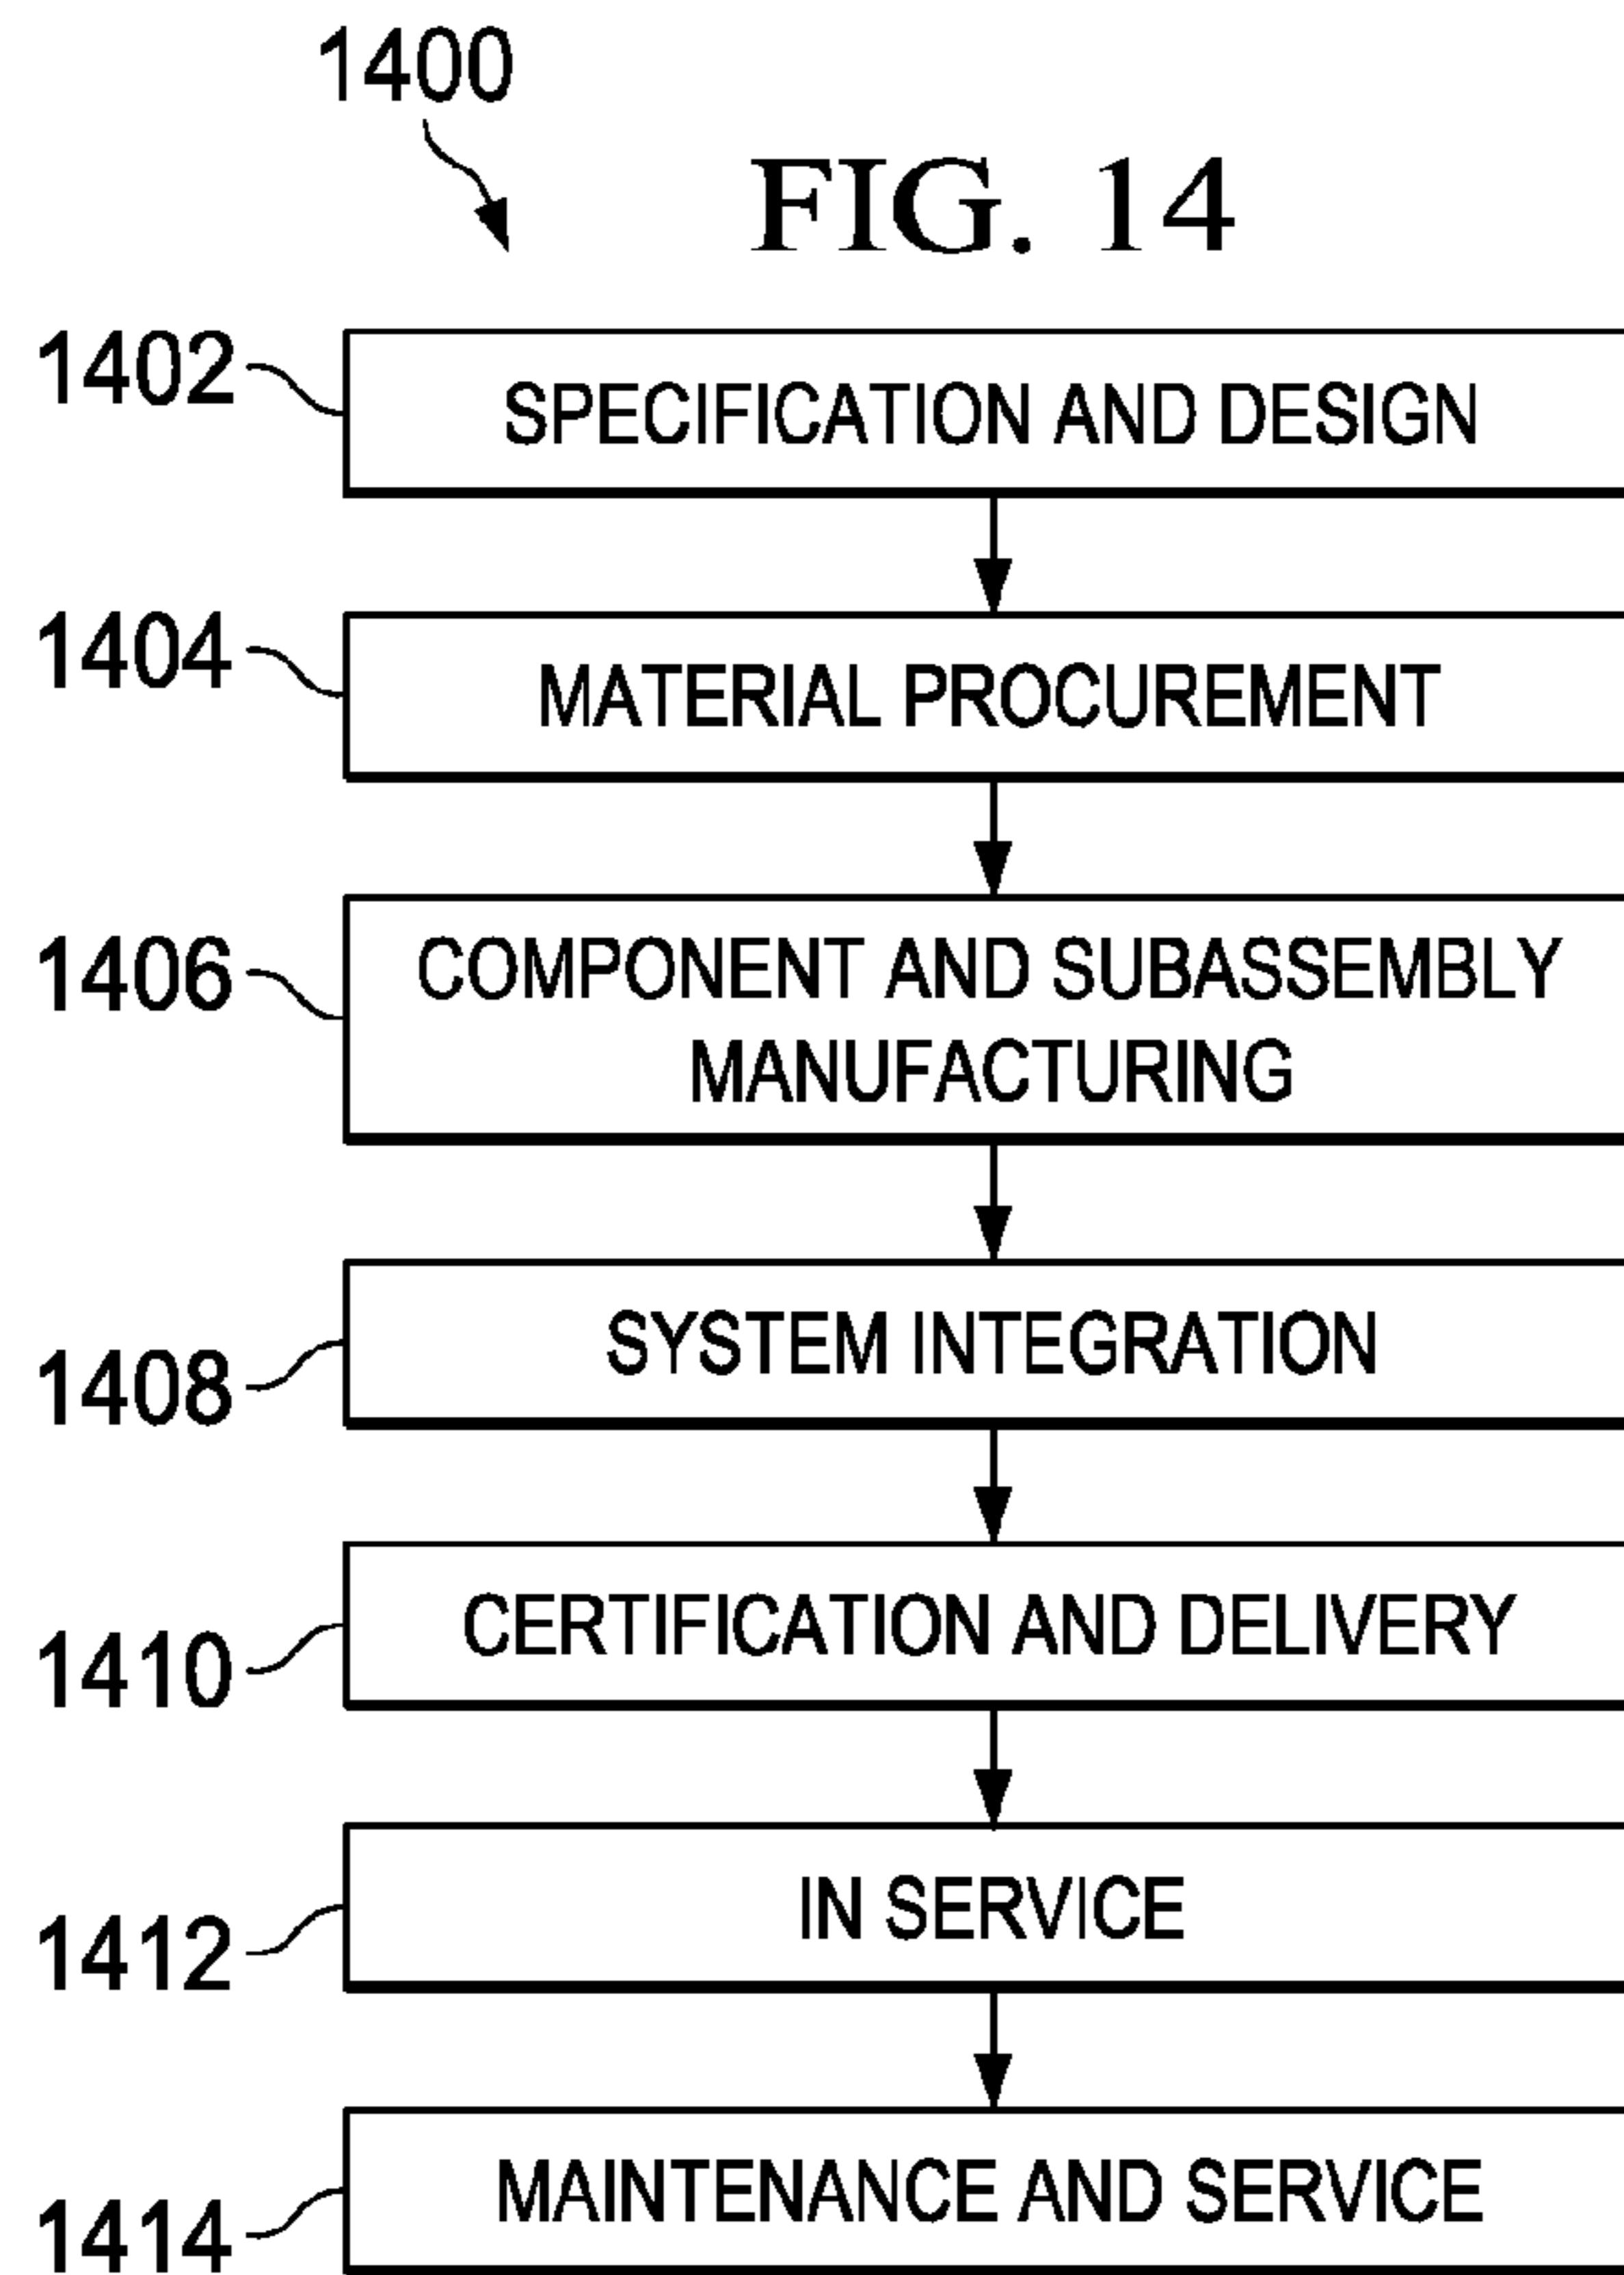 1400
FIG. 14
1402
SPECIFICATION AND DESIGN
1404
MATERIAL PROCUREMENT
1406
COMPONENT AND SUBASSEMBLY
MANUFACTURING
1408
SYSTEM INTEGRATION
1410
CERTIFICATION AND DELIVERY
1412
IN SERVICE
1414
MAINTENANCE AND SERVICE